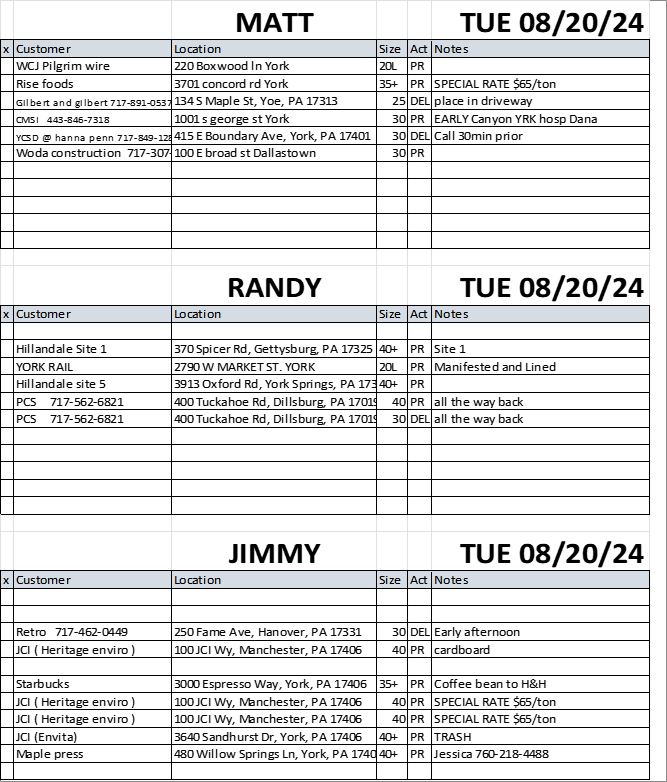 MATT TUE 08/20/24
x Customer Location Size Act Notes
WCJ Pilgrim wire 220 Boxwood ln York 20L PR
Rise foods 3701 concord rd York 35+ PR SPECIAL RATE $65/ton
Gilbert and gilbert 717-891-0537 134 S Maple St, Yoe, PA 17313 25 DEL place in driveway
CMSI 443-846-7318 1001 s george st York 30 PR EARLY Canyon YRK hosp Dana
YCSD @ hanna penn 717-849-128 415 E Boundary Ave, York, PA 17401 30 DEL Call 30min prior
Woda construction 717-307- 100 E broad st Dallastown 30 PR
RANDY TUE 08/20/24
x Customer Location Size Act Notes
Hillandale Site 1 370 Spicer Rd, Gettysburg, PA 17325 40+ PR Site 1
YORK RAIL 2790 W MARKET ST. YORK 20L PR Manifested and Lined
Hillandale site 5 3913 Oxford Rd, York Springs, PA 173 40+ PR
PCS 717-562-6821 400 Tuckahoe Rd, Dillsburg, PA 17019 40 PR all the way back
PCS 717-562-6821 400 Tuckahoe Rd, Dillsburg, PA 17019 30 DEL all the way back
JIMMY TUE 08/20/24
x Customer Location Size Act Notes
Retro 717-462-0449 250 Fame Ave, Hanover, PA 17331 30 DEL Early afternoon
JCI ( Heritage enviro ) 100 JCI Wy, Manchester, PA 17406 40 PR cardboard
Starbucks 3000 Espresso Way, York, PA 17406 35+ PR Coffee bean to H&H
JCI ( Heritage enviro ) 100 JCI Wy, Manchester, PA 17406 40 PR SPECIAL RATE $65/ton
JCI ( Heritage enviro ) 100 JCI Wy, Manchester, PA 17406 40 PR SPECIAL RATE $65/ton
JCI (Envita) 3640 Sandhurst Dr, York, PA 17406 40+ PR TRASH
Maple press 480 Willow Springs Ln, York, PA 1740 40+ PR Jessica 760-218-4488